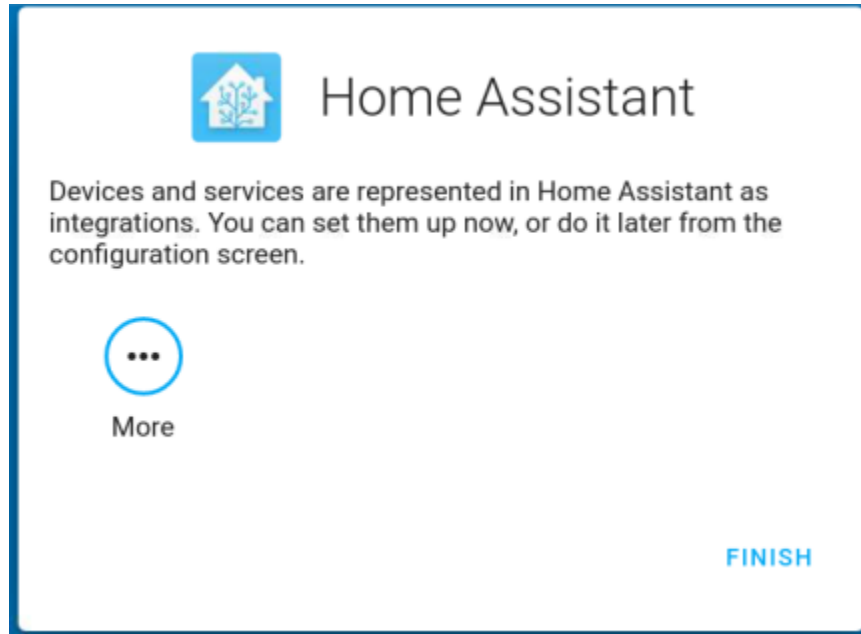 Home Assistant
Devices and services are represented in Home Assistant as
integrations. You can set them up now, or do it later from the
configuration screen.
More
FINISH